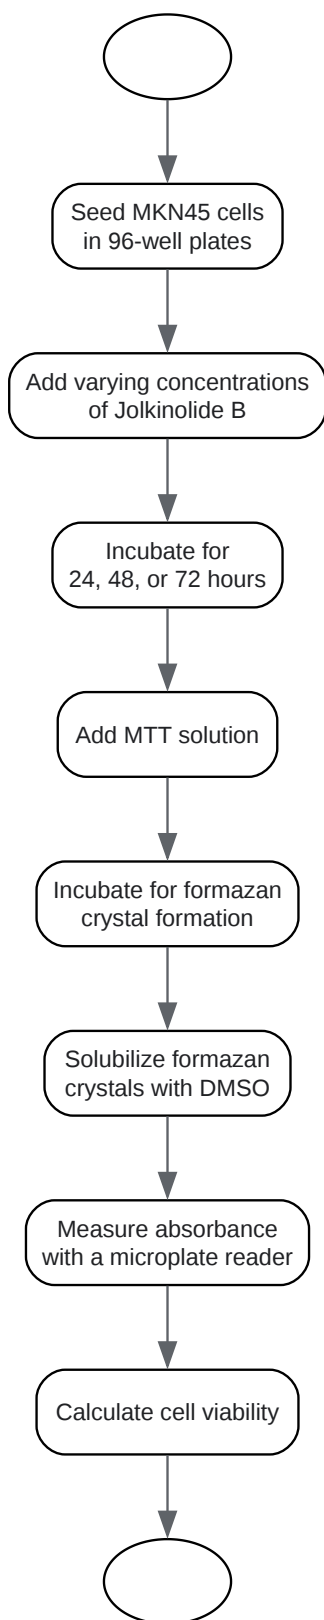 Seed MKN45 cells
in 96-well plates
Add varying concentrations
of Jolkinolide B
Incubate for
24, 48, or 72 hours
Add MTT solution
Incubate for formazan
crystal formation
Solubilize formazan
crystals with DMSO
Measure absorbance
with a microplate reader
Calculate cell viability